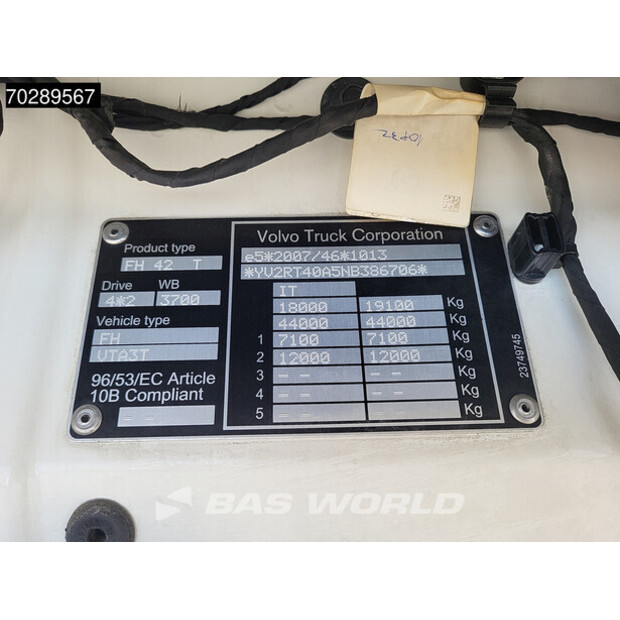 70289567
10P32
Volvo Truck Corporation
e5*2007/46*1013
*YV2RT40A5NB386706*
Product type
FH 42 T
Drive WB
4*2 3700
Vehicle type
FH
VTA3T
96/53/EC Article
10B Compliant
IT
18000 19100 Kg
44000 44000 Kg
1 7100 7100 Kg
2 12000 12000 Kg
3 -- -- Kg
4 -- -- Kg
5 -- -- Kg
23749745
BAS WORLD